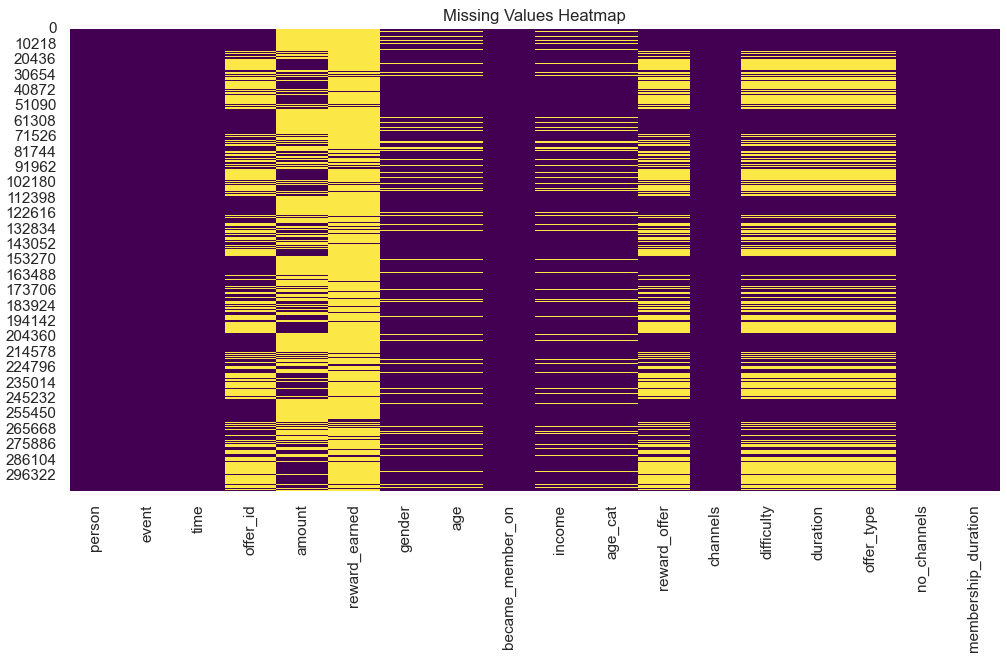 Missing Values Heatmap
0
10218
20436
30654
40872
51090
61308
71526
81744
91962
102180
112398
122616
132834
143052
153270
163488
173706
183924
194142
204360
214578
224796
235014
245232
255450
265668
275886
286104
296322
person
event
time
offer_id
amount
reward_earned
gender
age
became_member_on
income
age_cat
reward_offer
channels
difficulty
duration
offer_type
no_channels
membership_duration